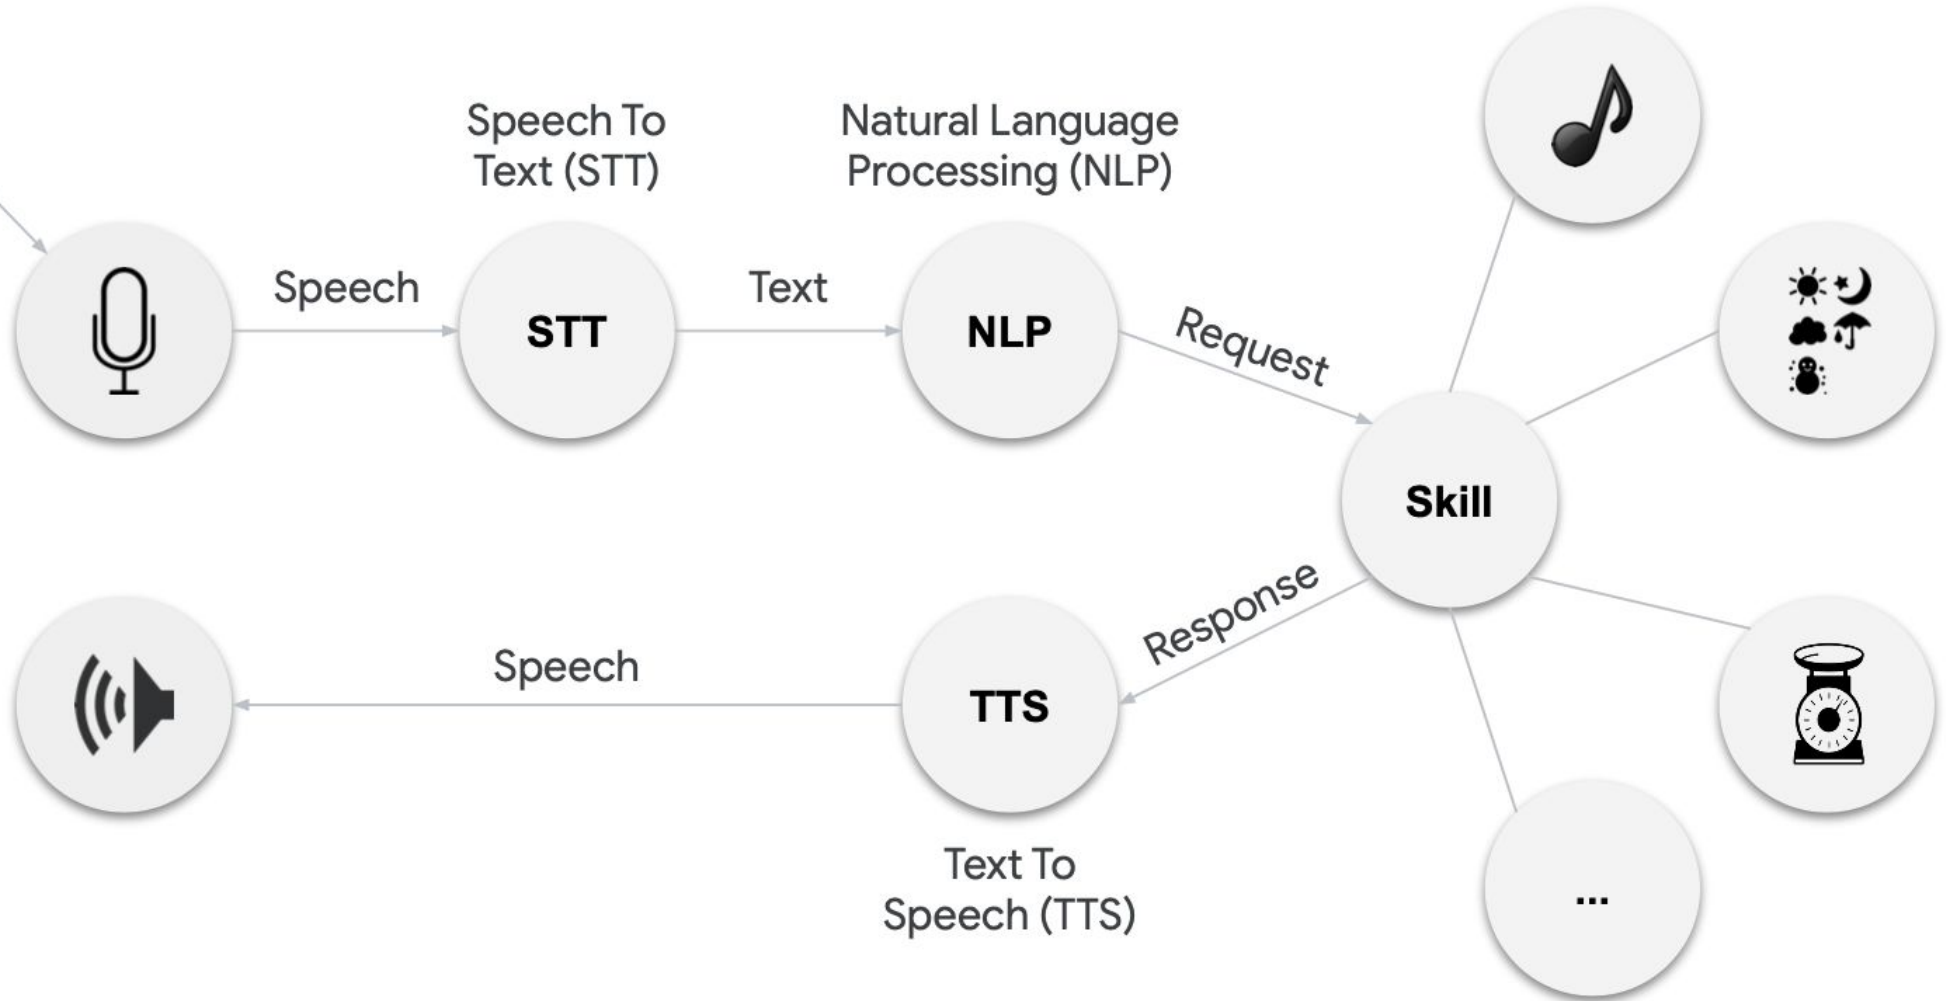 Speech To
Text (STT)
Natural Language
Processing (NLP)
Speech
STT
Text
NLP
Request
Skill
Response
Speech
TTS
Text To
Speech (TTS)
...